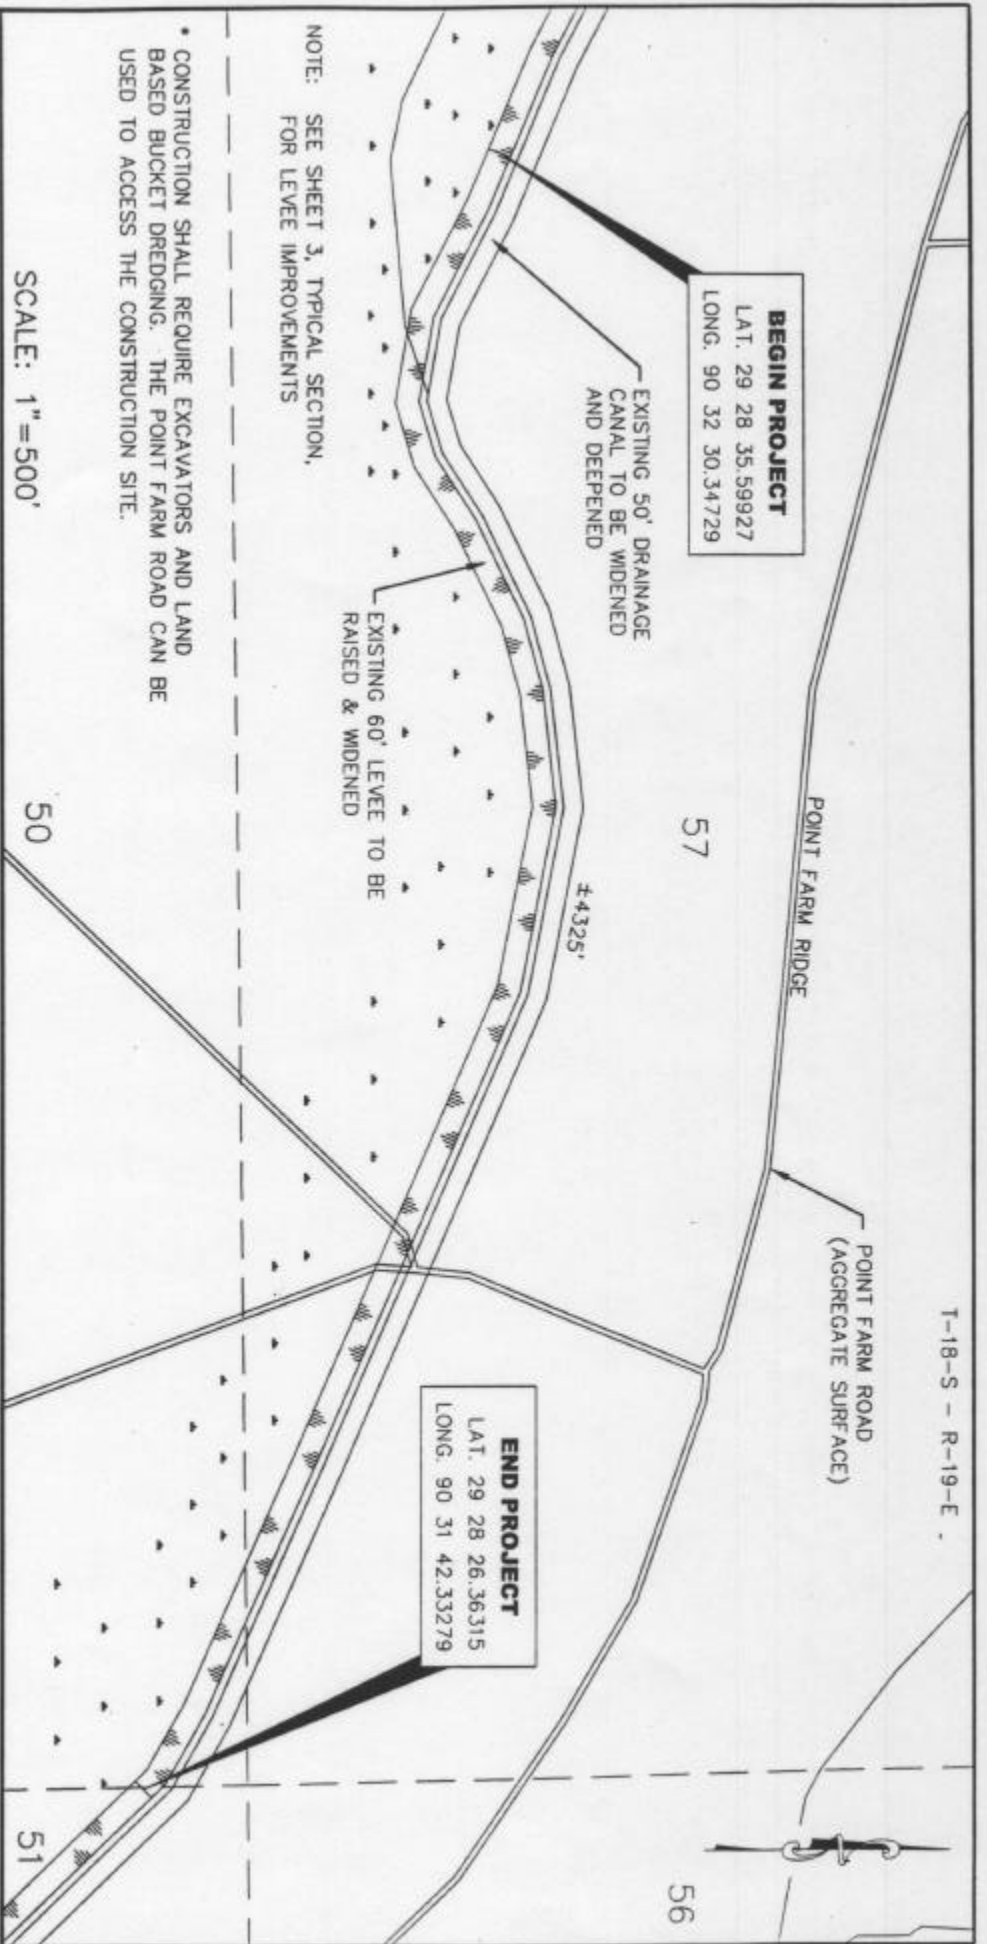 T-18-S - R-19-E
POINT FARM ROAD
(AGGREGATE SURFACE)
POINT FARM RIDGE
56
57
BEGIN PROJECT
LAT. 29 28 35.59927
LONG. 90 32 30.34729
EXISTING 50' DRAINAGE
CANAL TO BE WIDENED
AND DEEPENED
±4325'
END PROJECT
LAT. 29 28 26.36315
LONG. 90 31 42.33279
EXISTING 60' LEVEE TO BE
RAISED & WIDENED
NOTE: SEE SHEET 3, TYPICAL SECTION,
FOR LEVEE IMPROVEMENTS
* CONSTRUCTION SHALL REQUIRE EXCAVATORS AND LAND
BASED BUCKET DREDGING. THE POINT FARM ROAD CAN BE
USED TO ACCESS THE CONSTRUCTION SITE.
SCALE: 1"=500'
50
51